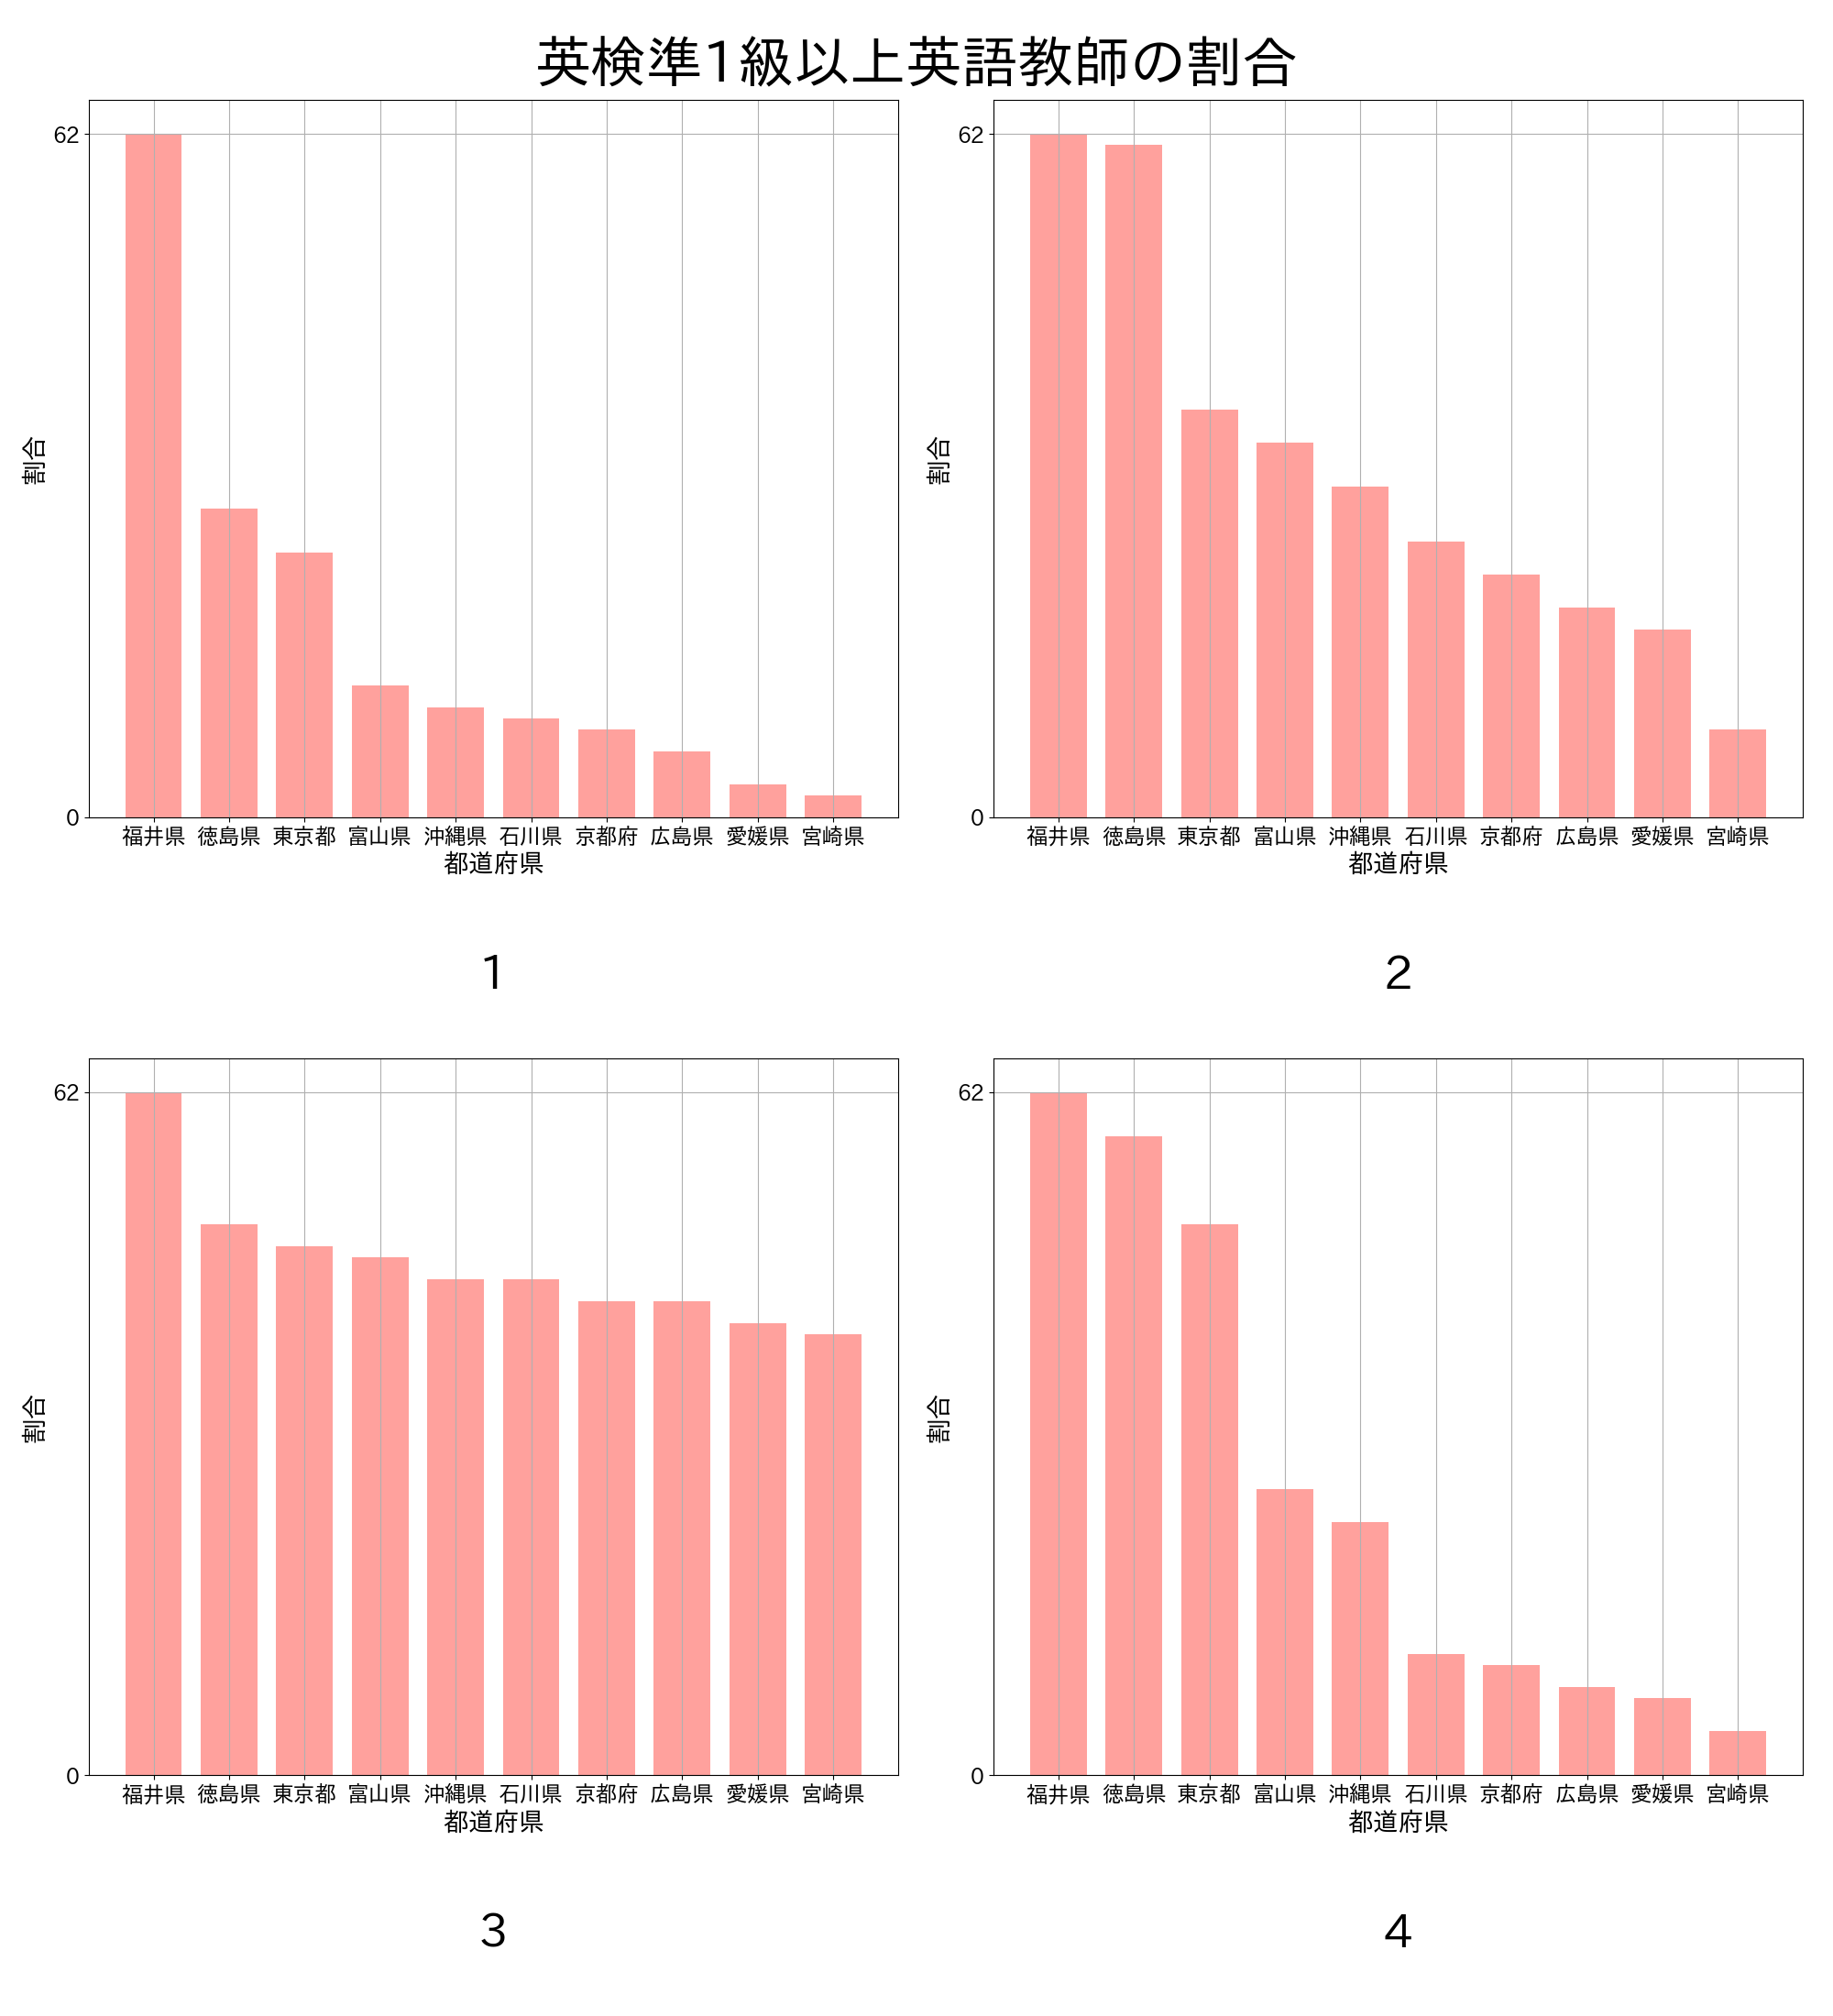 英検準1級以上英語教師の割合
62
0
割合
福井県 徳島県 東京都 富山県 沖縄県 石川県 京都府 広島県 愛媛県 宮崎県
都道府県
1
62
0
割合
福井県 徳島県 東京都 富山県 沖縄県 石川県 京都府 広島県 愛媛県 宮崎県
都道府県
2
62
0
割合
福井県 徳島県 東京都 富山県 沖縄県 石川県 京都府 広島県 愛媛県 宮崎県
都道府県
3
62
0
割合
福井県 徳島県 東京都 富山県 沖縄県 石川県 京都府 広島県 愛媛県 宮崎県
都道府県
4